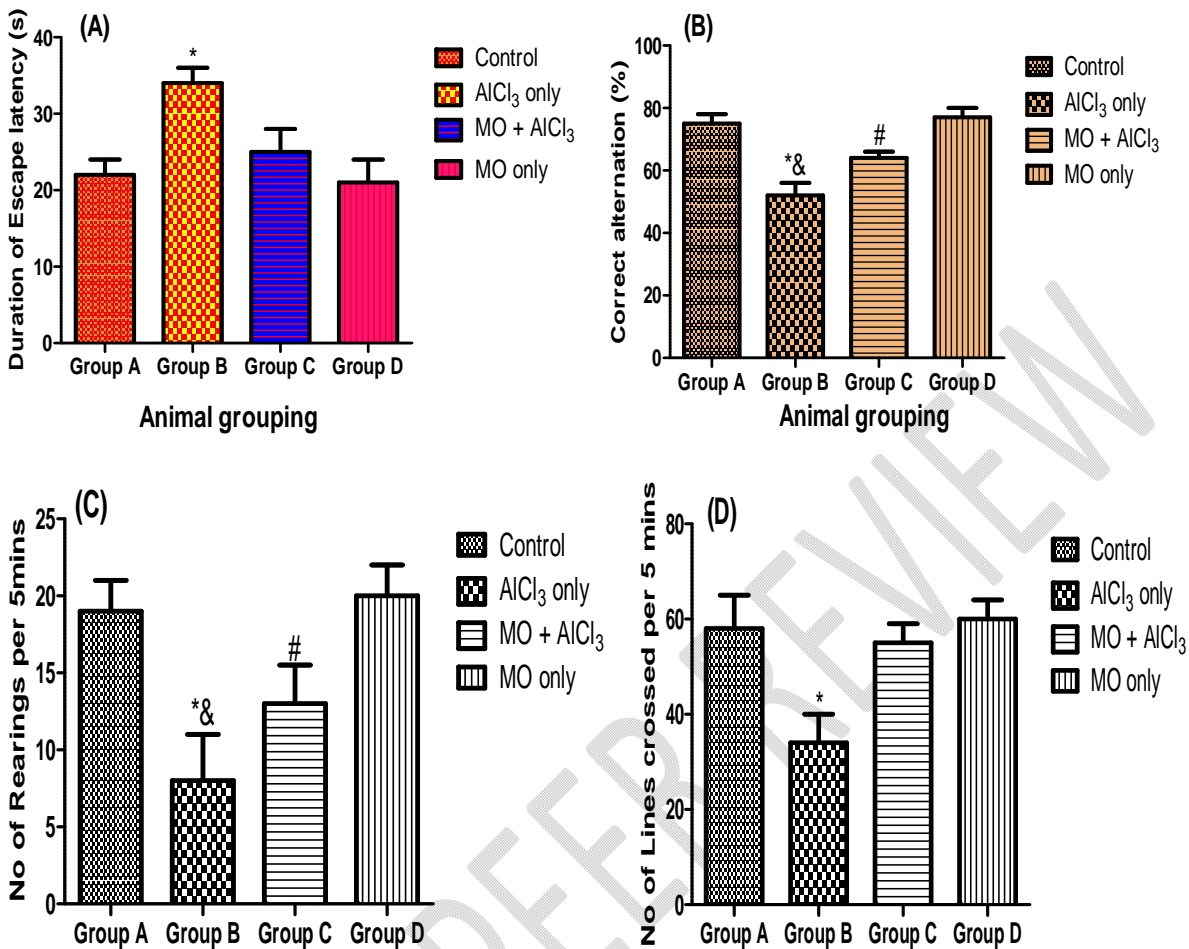 (A)
Duration of Escape latency (s)
40
30
20
10
0
*
Group A Group B Group C Group D
Animal grouping
Control
AlCl₃ only
MO + AlCl₃
MO only
(B)
Correct alternation (%)
100
80
60
40
20
0
*&
#
Group A Group B Group C Group D
Animal grouping
Control
AlCl₃ only
MO + AlCl₃
MO only
(C)
No of Rearings per 5mins
25
20
15
10
5
0
*&
#
Group A Group B Group C Group D
Control
AlCl₃ only
MO + AlCl₃
MO only
(D)
No of Lines crossed per 5 mins
80
60
40
20
0
*
Group A Group B Group C Group D
Control
AlCl₃ only
MO + AlCl₃
MO only
EER REVIEW